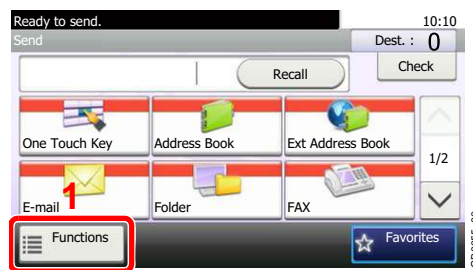 Ready to send.
10:10
Send
Dest. : 0
Recall
Check
One Touch Key
Address Book
Ext Address Book
1/2
E-mail
1
Folder
FAX
Functions
Favorites